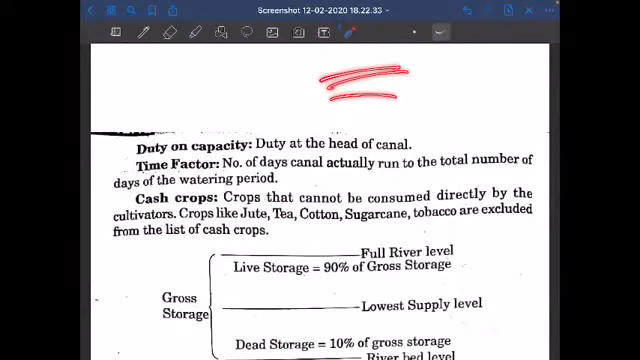 Screenshot 12-02-2020 18.22.33
Duty on capacity: Duty at the head of canal.
Time Factor: No. of days canal actually run to the total number of
days of the watering period.
Cash crops: Crops that cannot be consumed directly by the
cultivators. Crops like Jute, Tea, Cotton, Sugarcane, tobacco are excluded
from the list of cash crops.
Full River level
Live Storage = 90% of Gross Storage
Gross
Storage
Lowest Supply level
Dead Storage = 10% of gross storage
River bed level